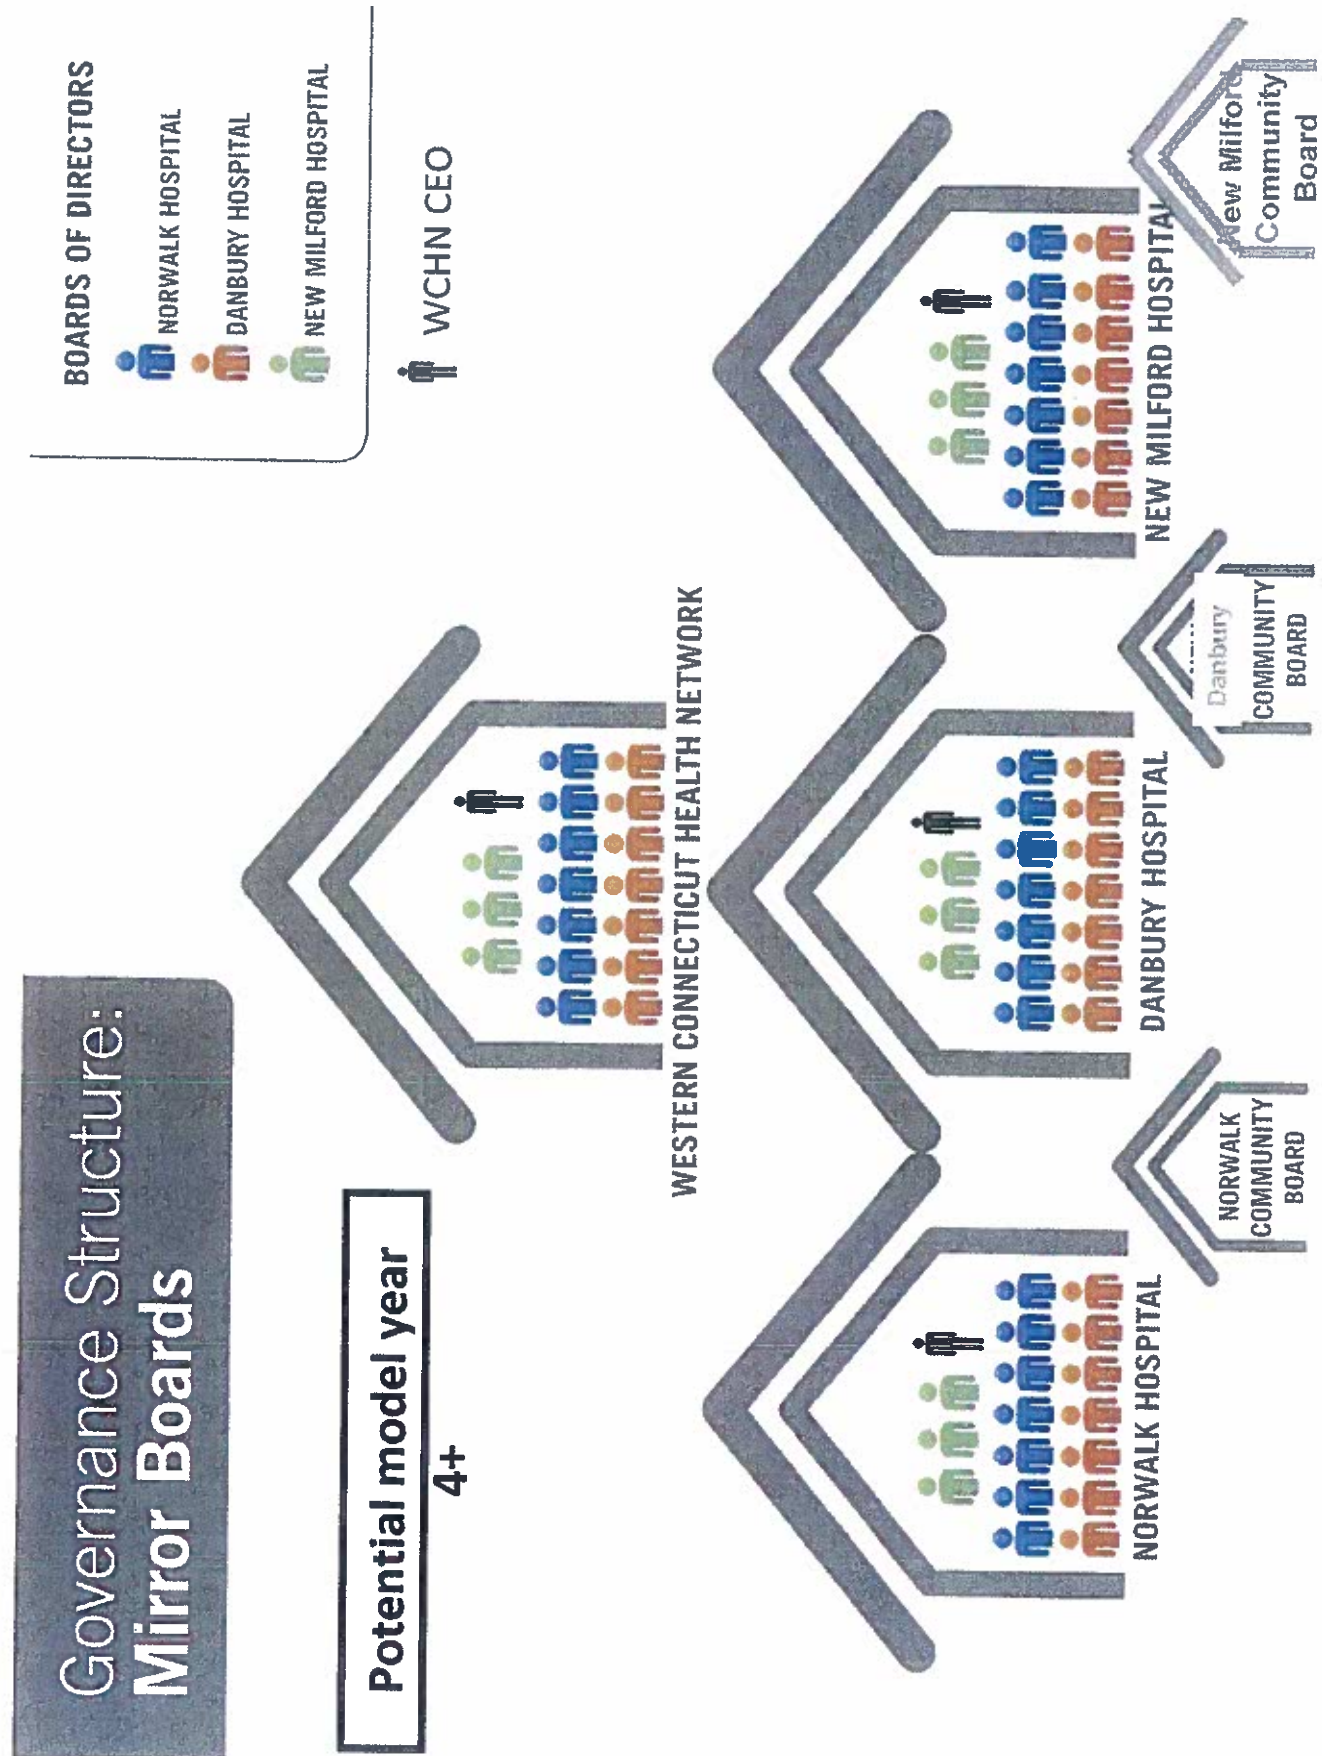 Governance Structure:
Mirror Boards
BOARDS OF DIRECTORS
NORWALK HOSPITAL
DANBURY HOSPITAL
NEW MILFORD HOSPITAL
WCHN CEO
Potential model year
4+
WESTERN CONNECTICUT HEALTH NETWORK
NORWALK HOSPITAL
DANBURY HOSPITAL
NEW MILFORD HOSPITAL
NORWALK
COMMUNITY
BOARD
Danbury
COMMUNITY
BOARD
New Milford
Community
Board